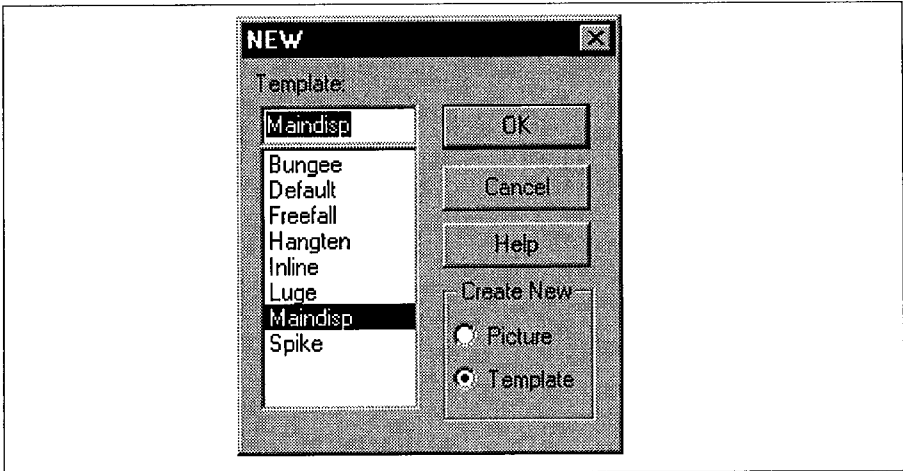 NEW
Template:
Maindisp
Bungee
Default
Freefall
Hangten
Inline
Luge
Maindisp
Spike
OK
Cancel
Help
Create New
Picture
Template